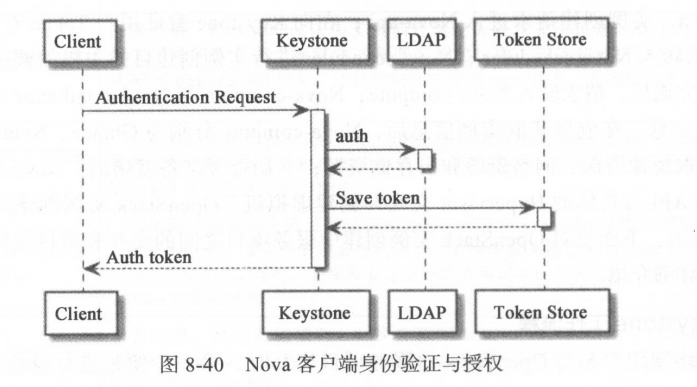 Client
Keystone
LDAP
Token Store
Authentication Request
auth
Save token
Auth token
Client
Keystone
LDAP
Token Store
图 8-40 Nova 客户端身份验证与授权